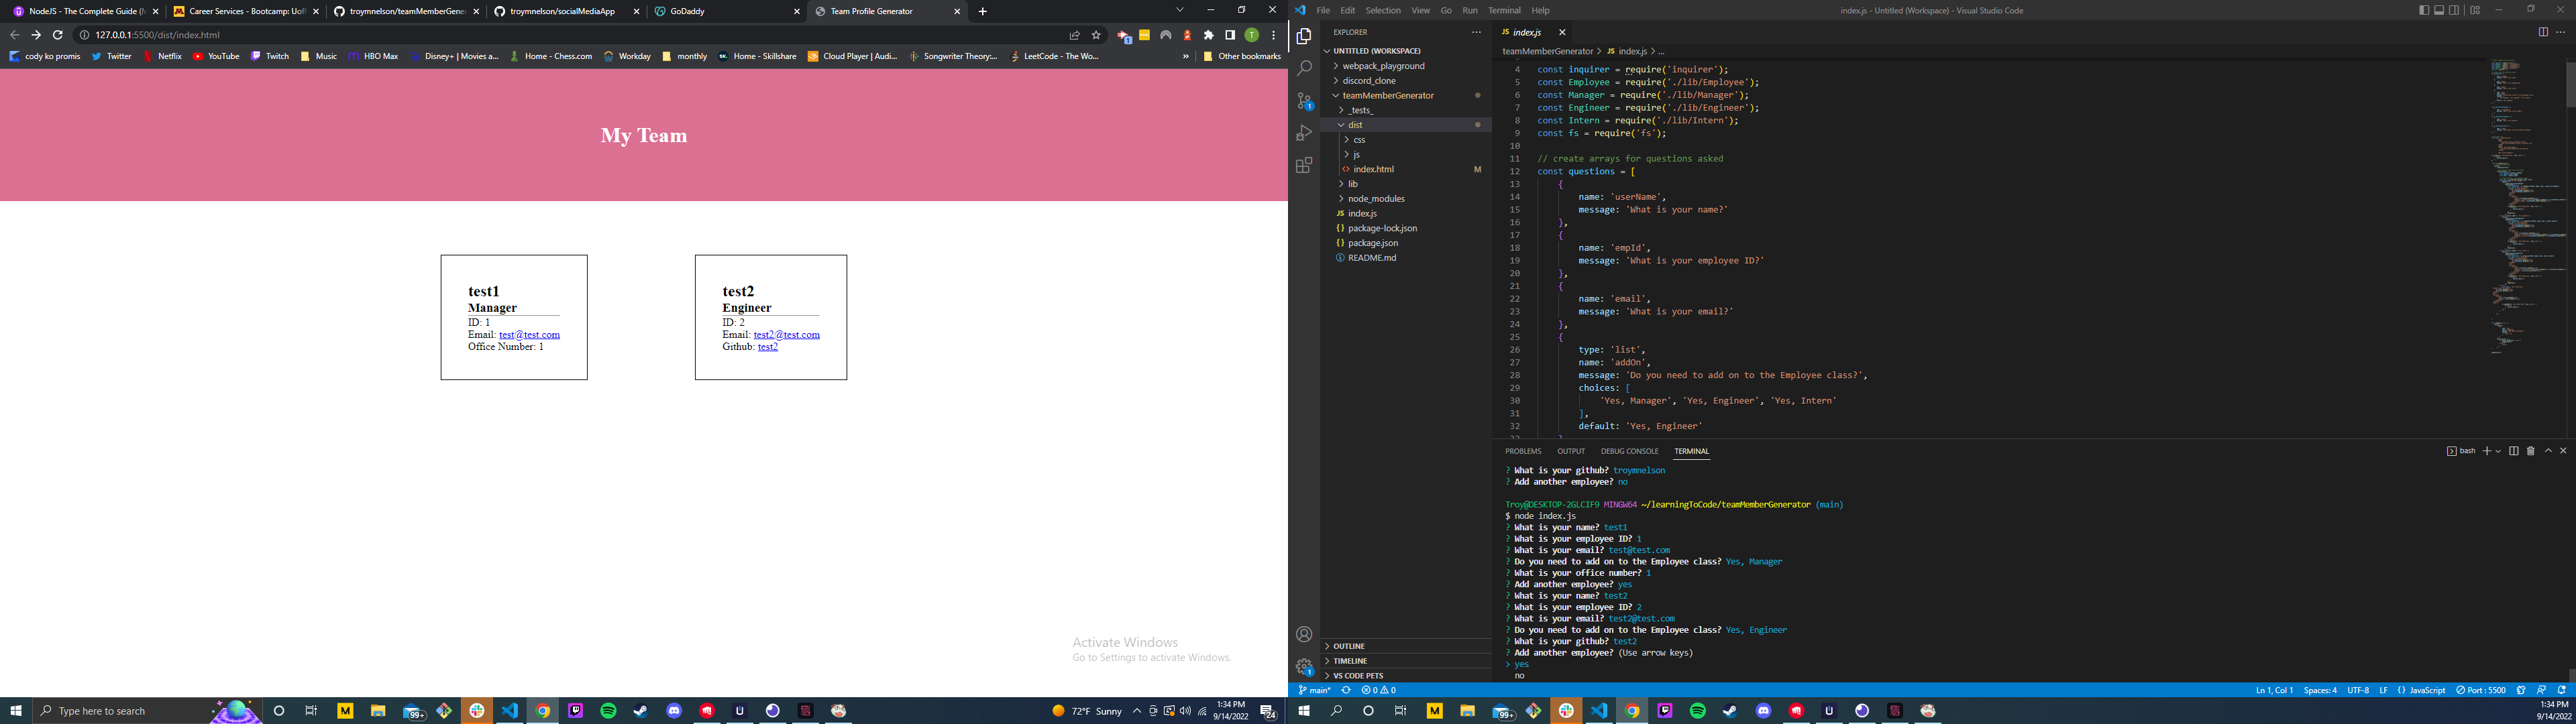 NodeJS - The Complete Guide (M
Career Services - Bootcamp: Uof
troymnelson/teamMemberGener
troymnelson/socialMediaApp
GoDaddy
Team Profile Generator
127.0.0.1:5500/dist/index.html
T
cody ko promis
Twitter
Netflix
YouTube
Twitch
Music
HBO Max
Disney+ | Movies a...
Home - Chess.com
Workday
monthly
Home - Skillshare
Cloud Player | Audi...
Songwriter Theory:...
LeetCode - The Wo...
»
Other bookmarks
My Team
test1
Manager
ID: 1
Email: test@test.com
Office Number: 1
test2
Engineer
ID: 2
Email: test2@test.com
Github: test2
Activate Windows
Go to Settings to activate Windows.
Type here to search
99+
72°F Sunny
1:34 PM
9/14/2022
24
File Edit Selection View Go Run Terminal Help
index.js - Untitled (Workspace) - Visual Studio Code
EXPLORER
UNTITLED (WORKSPACE)
webpack_playground
discord_clone
teamMemberGenerator
_tests_
dist
css
js
index.html M
lib
node_modules
index.js
package-lock.json
package.json
README.md
OUTLINE
TIMELINE
VS CODE PETS
index.js
teamMemberGenerator > index.js > ...
4 const inquirer = require('inquirer');
5 const Employee = require('./lib/Employee');
6 const Manager = require('./lib/Manager');
7 const Engineer = require('./lib/Engineer');
8 const Intern = require('./lib/Intern');
9 const fs = require('fs');
10
11 // create arrays for questions asked
12 const questions = [
13 {
14 name: 'userName',
15 message: 'What is your name?'
16 },
17 {
18 name: 'empId',
19 message: 'What is your employee ID?'
20 },
21 {
22 name: 'email',
23 message: 'What is your email?'
24 },
25 {
26 type: 'list',
27 name: 'addOn',
28 message: 'Do you need to add on to the Employee class?',
29 choices: [
30 'Yes, Manager', 'Yes, Engineer', 'Yes, Intern'
31 ],
32 default: 'Yes, Engineer'
PROBLEMS OUTPUT DEBUG CONSOLE TERMINAL
bash
? What is your github? troymnelson
? Add another employee? no
Troy@DESKTOP-2GLCIF9 MINGW64 ~/learningToCode/teamMemberGenerator (main)
$ node index.js
? What is your name? test1
? What is your employee ID? 1
? What is your email? test@test.com
? Do you need to add on to the Employee class? Yes, Manager
? What is your office number? 1
? Add another employee? yes
? What is your name? test2
? What is your employee ID? 2
? What is your email? test2@test.com
? Do you need to add on to the Employee class? Yes, Engineer
? What is your github? test2
? Add another employee? (Use arrow keys)
> yes
no
main*
0 0
Ln 1, Col 1 Spaces: 4 UTF-8 LF {} JavaScript Port : 5500
99+
1:34 PM
9/14/2022